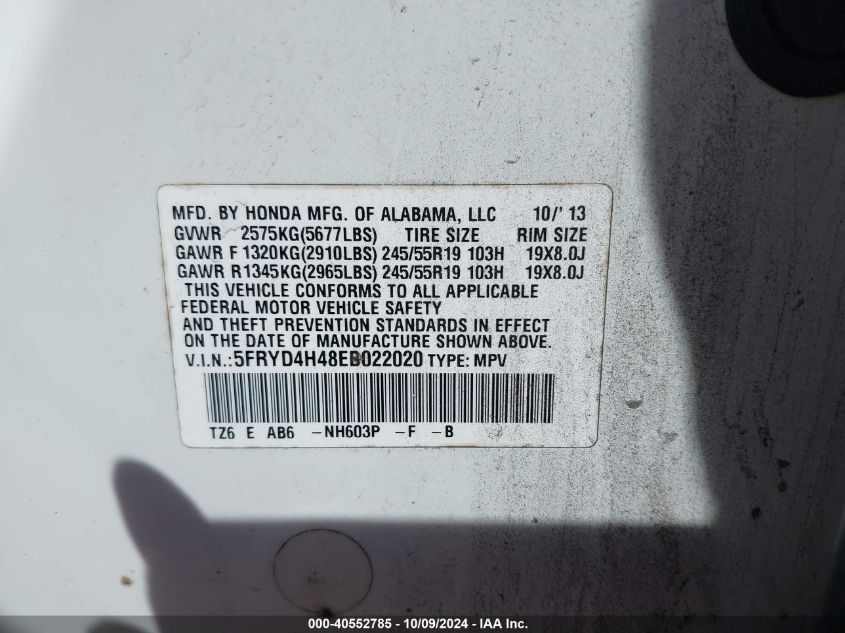 MFD. BY HONDA MFG. OF ALABAMA, LLC 10/'13
GVWR 2575KG(5677LBS) TIRE SIZE RIM SIZE
GAWR F 1320KG(2910LBS) 245/55R19 103H 19X8.0J
GAWR R1345KG(2965LBS) 245/55R19 103H 19X8.0J
THIS VEHICLE CONFORMS TO ALL APPLICABLE
FEDERAL MOTOR VEHICLE SAFETY
AND THEFT PREVENTION STANDARDS IN EFFECT
ON THE DATE OF MANUFACTURE SHOWN ABOVE.
V.I.N.:5FRYD4H48EB022020 TYPE: MPV
TZ6 E AB6 -NH603P -F -B
000-40552785 - 10/09/2024 - IAA Inc.